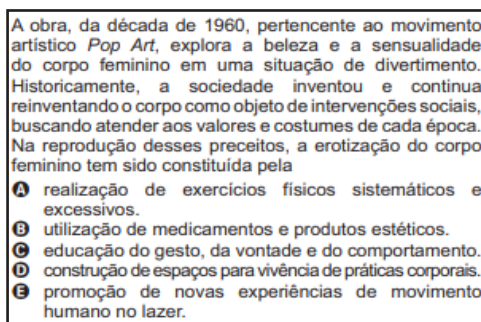 A obra, da década de 1960, pertencente ao movimento
artístico Pop Art, explora a beleza e a sensualidade
do corpo feminino em uma situação de divertimento.
Historicamente, a sociedade inventou e continua
reinventando o corpo como objeto de intervenções sociais,
buscando atender aos valores e costumes de cada época.
Na reprodução desses preceitos, a erotização do corpo
feminino tem sido constituída pela
A realização de exercícios físicos sistemáticos e
excessivos.
B utilização de medicamentos e produtos estéticos.
C educação do gesto, da vontade e do comportamento.
D construção de espaços para vivência de práticas corporais.
E promoção de novas experiências de movimento
humano no lazer.